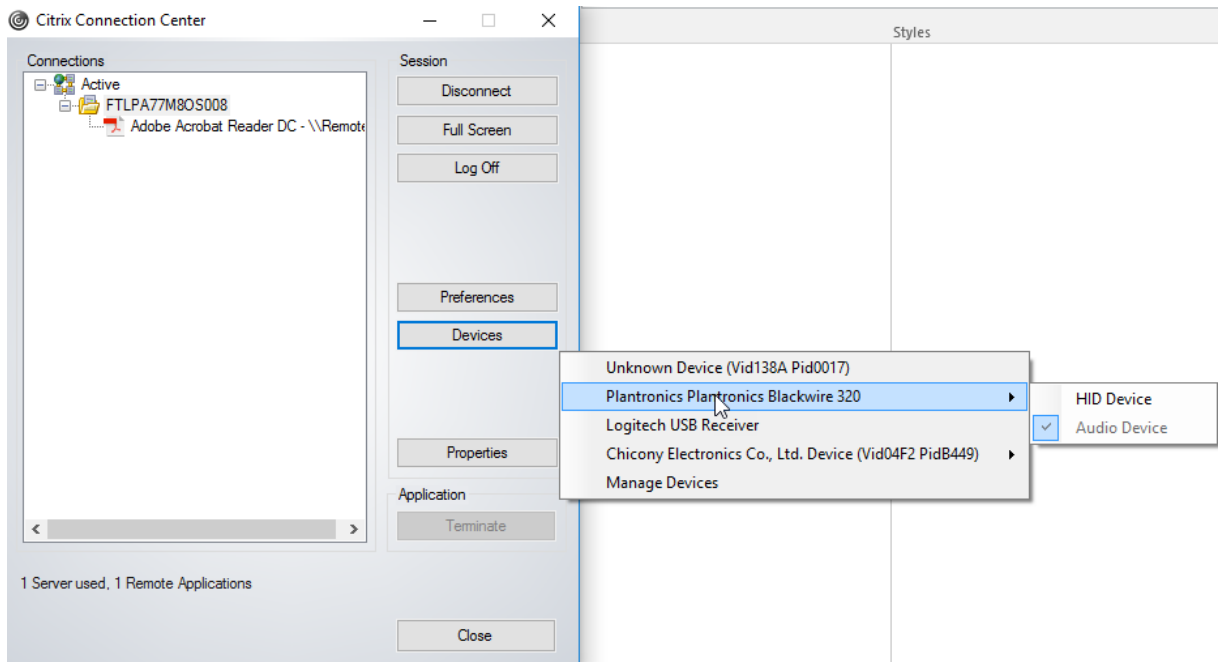 Citrix Connection Center
Styles
Connections
Active
FTLPA77M8OS008
Adobe Acrobat Reader DC - \\Remote
Session
Disconnect
Full Screen
Log Off
Preferences
Devices
Unknown Device (Vid138A Pid0017)
Plantronics Plantronics Blackwire 320
Logitech USB Receiver
Chicony Electronics Co., Ltd. Device (Vid04F2 PidB449)
Manage Devices
HID Device
Audio Device
Properties
Application
Terminate
1 Server used, 1 Remote Applications
Close